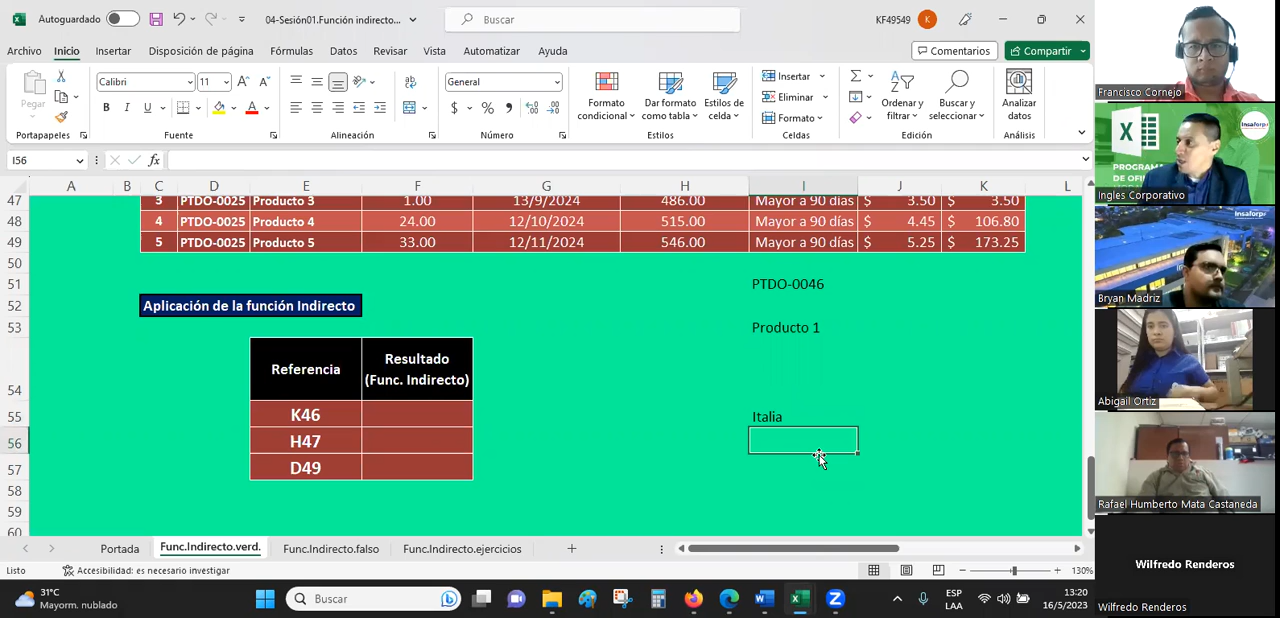 Autoguardado
04-Sesión01.Función indirecto...
Buscar
KF49549
K
Archivo Inicio Insertar Disposición de página Fórmulas Datos Revisar Vista Automatizar Ayuda
Comentarios
Compartir
Pegar
Calibri
11
General
Formato condicional
Dar formato como tabla
Estilos de celda
Insertar
Eliminar
Formato
Ordenar y filtrar
Buscar y seleccionar
Analizar datos
Portapapeles
Fuente
Alineación
Número
Estilos
Celdas
Edición
Análisis
I56
fx
A B C D E F G H I J K L
47 3 PTDO-0025 Producto 3 1.00 13/9/2024 486.00 Mayor a 90 días $ 3.50 $ 3.50
48 4 PTDO-0025 Producto 4 24.00 12/10/2024 515.00 Mayor a 90 días $ 4.45 $ 106.80
49 5 PTDO-0025 Producto 5 33.00 12/11/2024 546.00 Mayor a 90 días $ 5.25 $ 173.25
50
51 PTDO-0046
52 Aplicación de la función Indirecto
53 Producto 1
54 Referencia Resultado (Func. Indirecto)
55 K46 Italia
56 H47
57 D49
58
59
60
Portada
Func.Indirecto.verd.
Func.Indirecto.falso
Func.Indirecto.ejercicios
Listo
Accesibilidad: es necesario investigar
130%
31°C
Mayorm. nublado
Buscar
ESP
LAA
13:20
16/5/2023
Francisco Cornejo
Insaforp
PROGRAMA
DE OFI
Ingles Corporativo
Insaforp
Bryan Madriz
Abigail Ortiz
Rafael Humberto Mata Castaneda
Wilfredo Renderos
Wilfredo Renderos